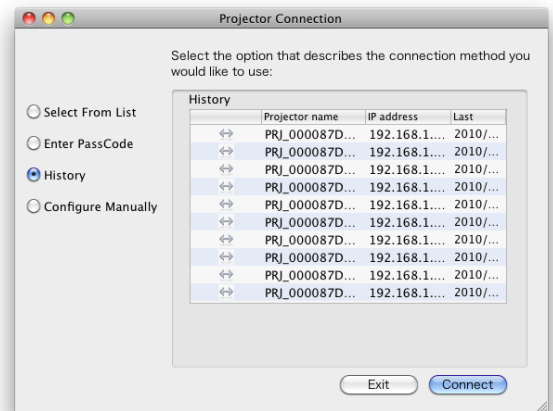 Projector Connection
Select the option that describes the connection method you
would like to use:
Select From List
Enter PassCode
History
Configure Manually
History
Projector name IP address Last
PRJ_000087D... 192.168.1.... 2010/...
PRJ_000087D... 192.168.1.... 2010/...
PRJ_000087D... 192.168.1.... 2010/...
PRJ_000087D... 192.168.1.... 2010/...
PRJ_000087D... 192.168.1.... 2010/...
PRJ_000087D... 192.168.1.... 2010/...
PRJ_000087D... 192.168.1.... 2010/...
PRJ_000087D... 192.168.1.... 2010/...
PRJ_000087D... 192.168.1.... 2010/...
PRJ_000087D... 192.168.1.... 2010/...
Exit Connect